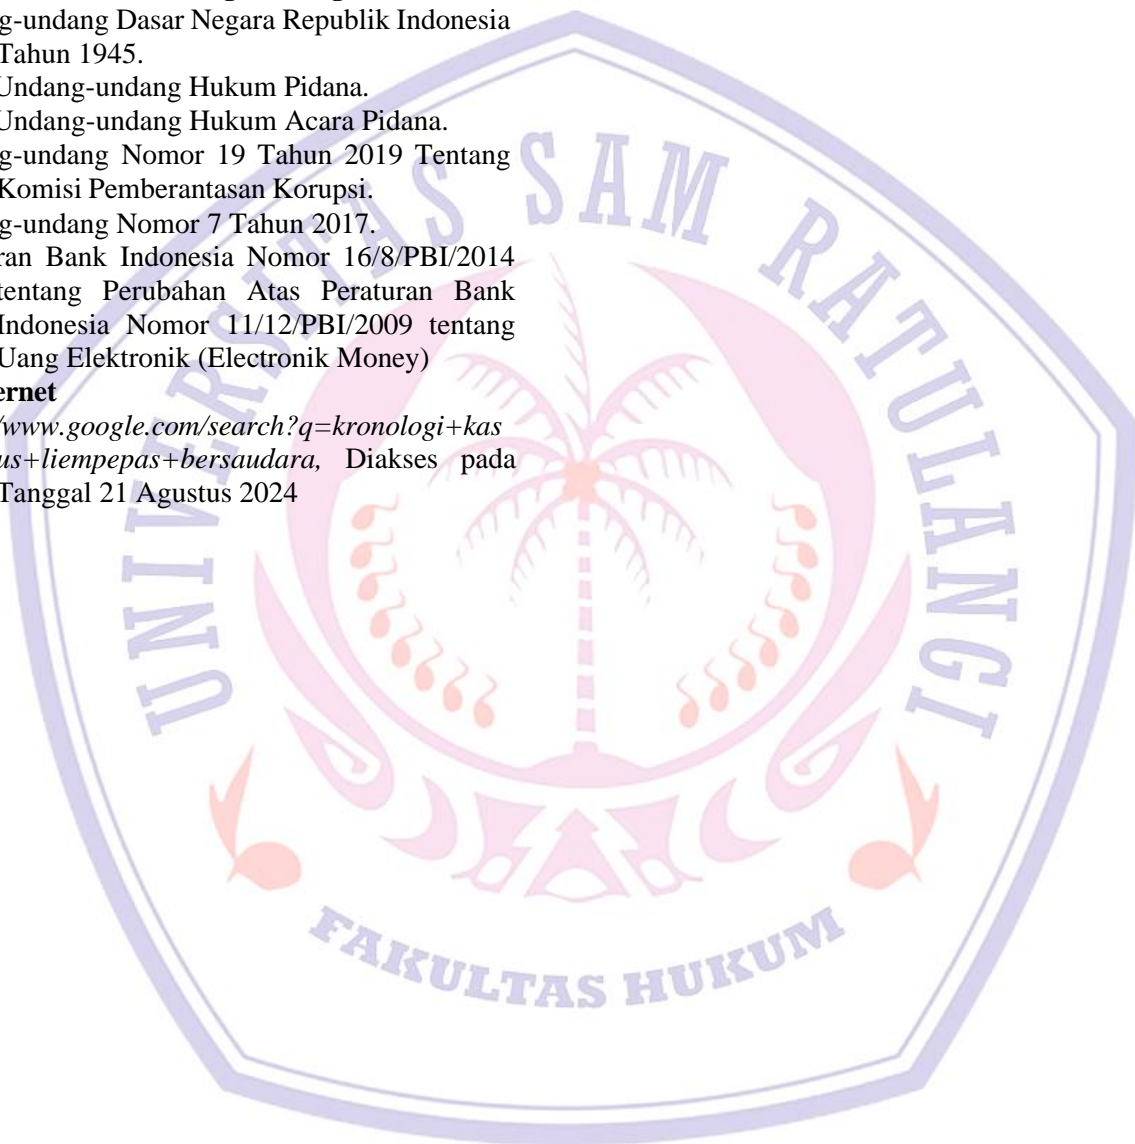 g-undang Dasar Negara Republik Indonesia
Tahun 1945.
Undang-undang Hukum Pidana.
Undang-undang Hukum Acara Pidana.
g-undang Nomor 19 Tahun 2019 Tentang
Komisi Pemberantasan Korupsi.
g-undang Nomor 7 Tahun 2017.
ran Bank Indonesia Nomor 16/8/PBI/2014
tentang Perubahan Atas Peraturan Bank
Indonesia Nomor 11/12/PBI/2009 tentang
Uang Elektronik (Electronik Money)
ernet
/www.google.com/search?q=kronologi+kas
us+liempepas+bersaudara, Diakses pada
Tanggal 21 Agustus 2024
UNIVERSITAS SAM RATULANGI
FAKULTAS HUKUM